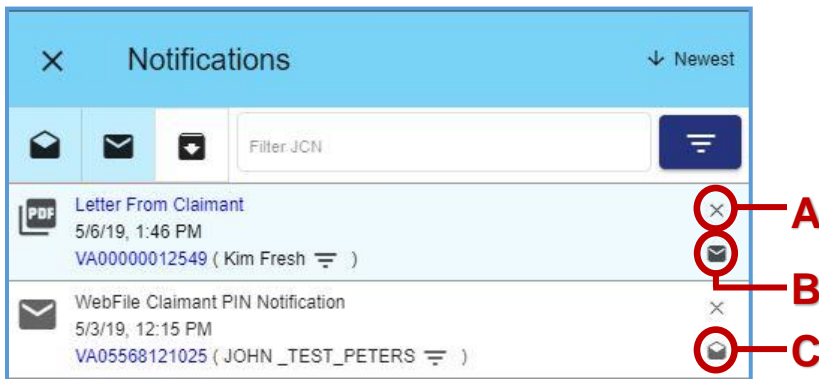 Notifications
Newest
Filter JCN
PDF
Letter From Claimant
5/6/19, 1:46 PM
VA00000012549 ( Kim Fresh )
A
B
WebFile Claimant PIN Notification
5/3/19, 12:15 PM
VA05568121025 ( JOHN _TEST_PETERS )
C